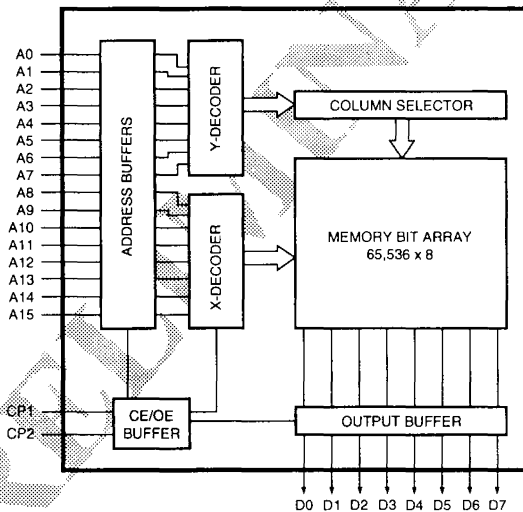 A0
A1
A2
A3
A4
A5
A6
A7
A8
A9
A10
A11
A12
A13
A14
A15
CP1
CP2
ADDRESS BUFFERS
Y-DECODER
X-DECODER
COLUMN SELECTOR
MEMORY BIT ARRAY
65,536 x 8
CE/OE
BUFFER
OUTPUT BUFFER
D0 D1 D2 D3 D4 D5 D6 D7